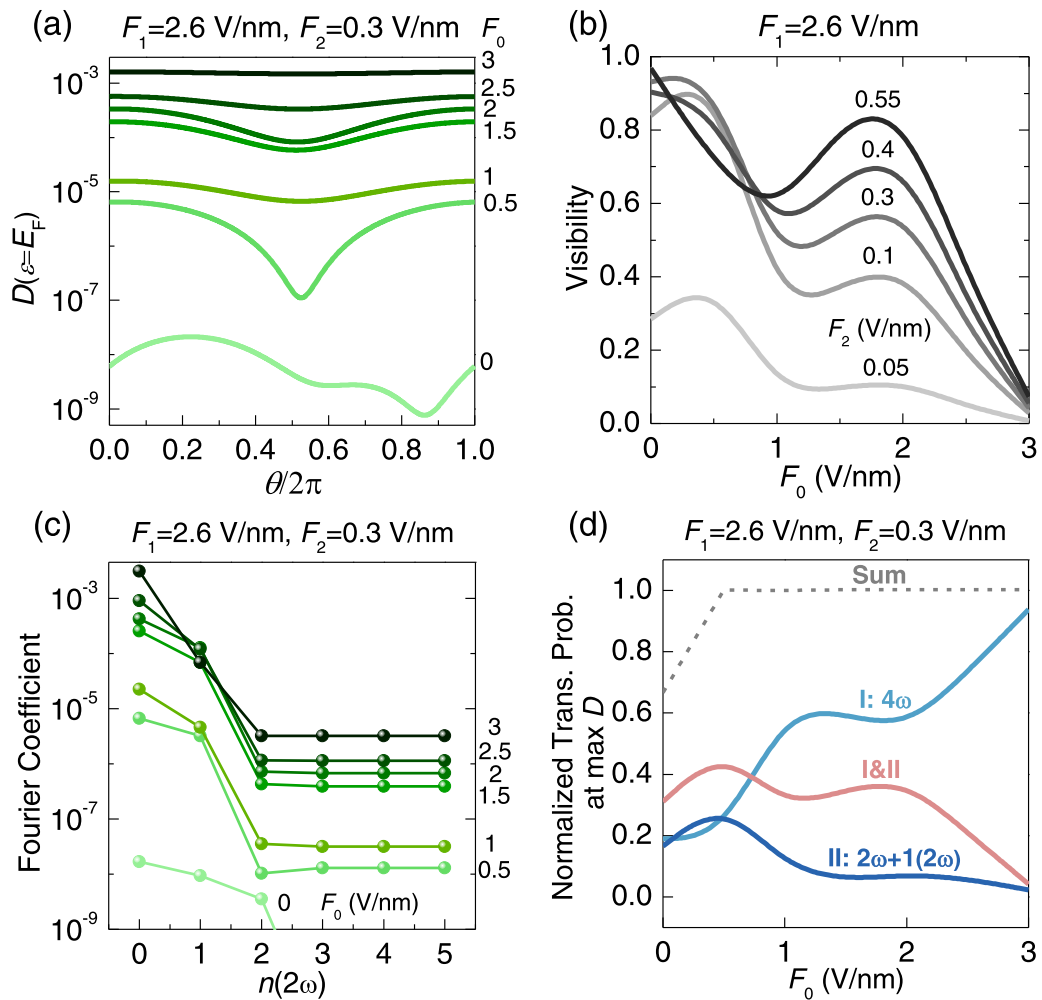 (a)
F₁=2.6 V/nm, F₂=0.3 V/nm F₀
3
2.5
2
1.5
1
0.5
0
10⁻³
10⁻⁵
10⁻⁷
10⁻⁹
D(ε=E_F)
0.0 0.2 0.4 0.6 0.8 1.0
θ/2π
(b)
F₁=2.6 V/nm
1.0
0.8
0.6
0.4
0.2
0.0
Visibility
0.55
0.4
0.3
0.1
F₂ (V/nm)
0.05
0 1 2 3
F₀ (V/nm)
(c)
F₁=2.6 V/nm, F₂=0.3 V/nm
10⁻³
10⁻⁵
10⁻⁷
10⁻⁹
Fourier Coefficient
3
2.5
2
1.5
1
0.5
0 F₀ (V/nm)
0 1 2 3 4 5
n(2ω)
(d)
F₁=2.6 V/nm, F₂=0.3 V/nm
1.0
0.8
0.6
0.4
0.2
0.0
Normalized Trans. Prob.
at max D
Sum
I: 4ω
I&II
II: 2ω+1(2ω)
0 1 2 3
F₀ (V/nm)